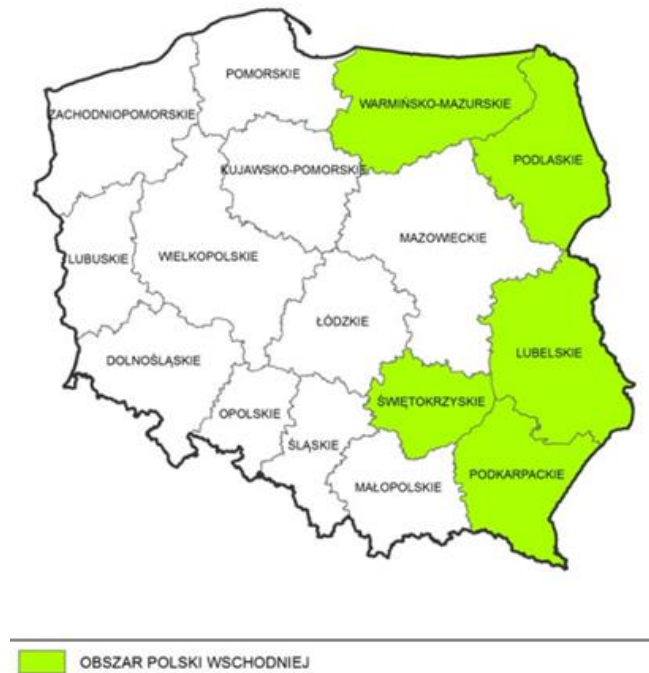 POMORSKIE
WARMIŃSKO-MAZURSKIE
ZACHODNIOPOMORSKIE
PODLASKIE
KUJAWSKO-POMORSKIE
MAZOWIECKIE
LUBUSKIE
WIELKOPOLSKIE
ŁÓDZKIE
LUBELSKIE
DOLNOŚLĄSKIE
ŚWIĘTOKRZYSKIE
OPOLSKIE
ŚLĄSKIE
PODKARPACKIE
MAŁOPOLSKIE
OBSZAR POLSKI WSCHODNIEJ